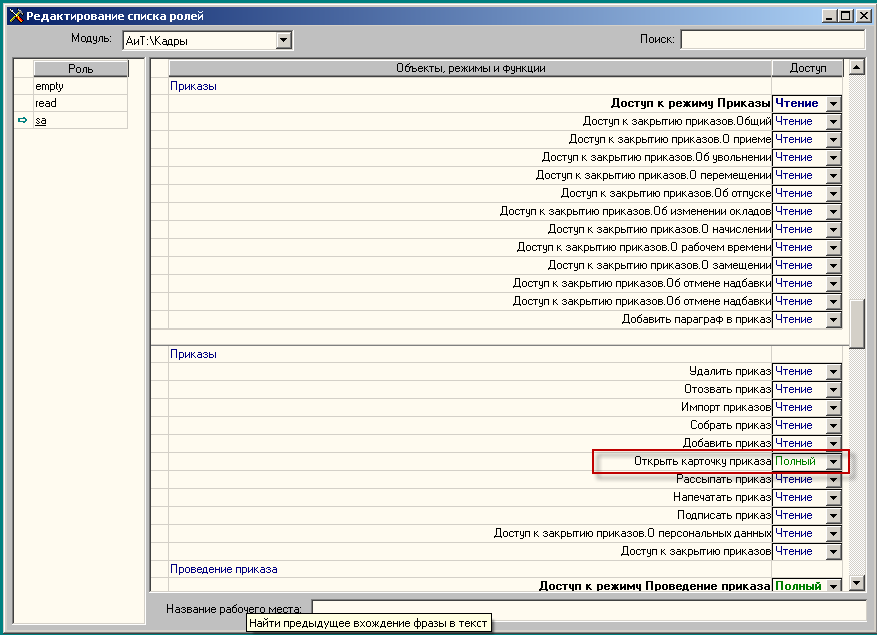 Редактирование списка ролей
Модуль: АиТ:\Кадры Поиск:
Роль Объекты, режимы и функции Доступ
empty
read
sa
Приказы
Доступ к режиму Приказы Чтение
Доступ к закрытию приказов.Общий Чтение
Доступ к закрытию приказов.О приеме Чтение
Доступ к закрытию приказов.Об увольнении Чтение
Доступ к закрытию приказов.О перемещении Чтение
Доступ к закрытию приказов.Об отпуске Чтение
Доступ к закрытию приказов.Об изменении окладов Чтение
Доступ к закрытию приказов.О начислении Чтение
Доступ к закрытию приказов.О рабочем времени Чтение
Доступ к закрытию приказов.О замещении Чтение
Доступ к закрытию приказов.Об отмене надбавки Чтение
Доступ к закрытию приказов.Об отмене надбавки Чтение
Добавить параграф в приказ Чтение
Приказы
Удалить приказ Чтение
Отозвать приказ Чтение
Импорт приказов Чтение
Собрать приказ Чтение
Добавить приказ Чтение
Открыть карточку приказа Полный
Рассыпать приказ Чтение
Напечатать приказ Чтение
Подписать приказ Чтение
Доступ к закрытию приказов.О персональных данных Чтение
Доступ к закрытию приказов Чтение
Проведение приказа
Доступ к режиму Проведение приказа Полный
Название рабочего места:
Найти предыдущее вхождение фразы в текст